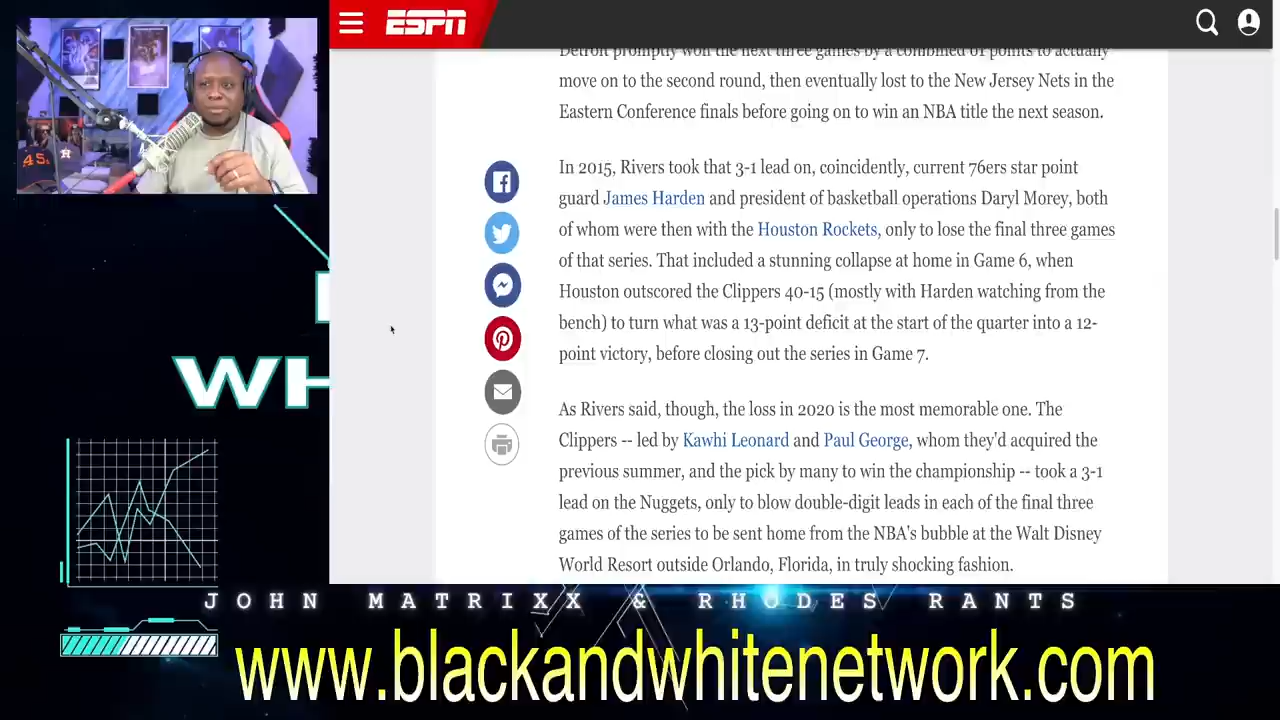 ESPN
Detroit promptly won the next three games by a combined 61 points to actually
move on to the second round, then eventually lost to the New Jersey Nets in the
Eastern Conference finals before going on to win an NBA title the next season.
In 2015, Rivers took that 3-1 lead on, coincidently, current 76ers star point
guard James Harden and president of basketball operations Daryl Morey, both
of whom were then with the Houston Rockets, only to lose the final three games
of that series. That included a stunning collapse at home in Game 6, when
Houston outscored the Clippers 40-15 (mostly with Harden watching from the
bench) to turn what was a 13-point deficit at the start of the quarter into a 12-
point victory, before closing out the series in Game 7.
As Rivers said, though, the loss in 2020 is the most memorable one. The
Clippers -- led by Kawhi Leonard and Paul George, whom they'd acquired the
previous summer, and the pick by many to win the championship -- took a 3-1
lead on the Nuggets, only to blow double-digit leads in each of the final three
games of the series to be sent home from the NBA's bubble at the Walt Disney
World Resort outside Orlando, Florida, in truly shocking fashion.
45
WH
JOHN MATRIXX & RHODES RANTS
www.blackandwhitenetwork.com